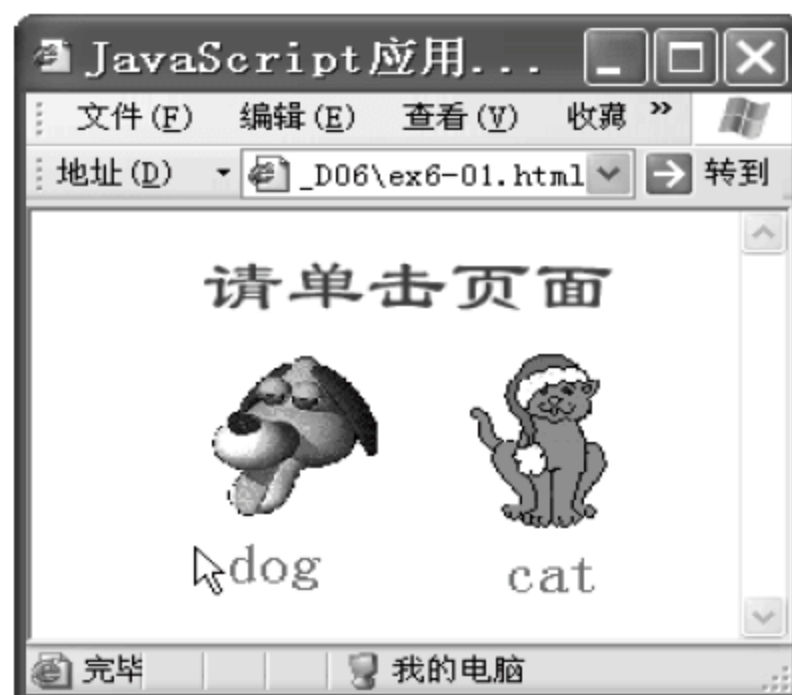 JavaScript应用...
文件(F) 编辑(E) 查看(V) 收藏 »
地址(D) _D06\ex6-01.html 转到
请单击页面
dog cat
完毕 我的电脑